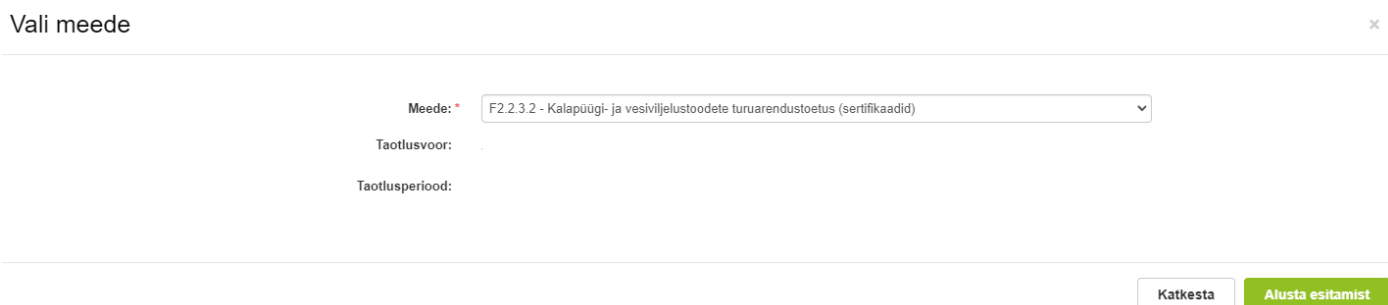 Vali meede
×
Meede: *
F2.2.3.2 - Kalapüügi- ja vesiviljelustoodete turuarendustoetus (sertifikaadid)
Taotlusvoor:
Taotlusperiood:
Katkesta
Alusta esitamist